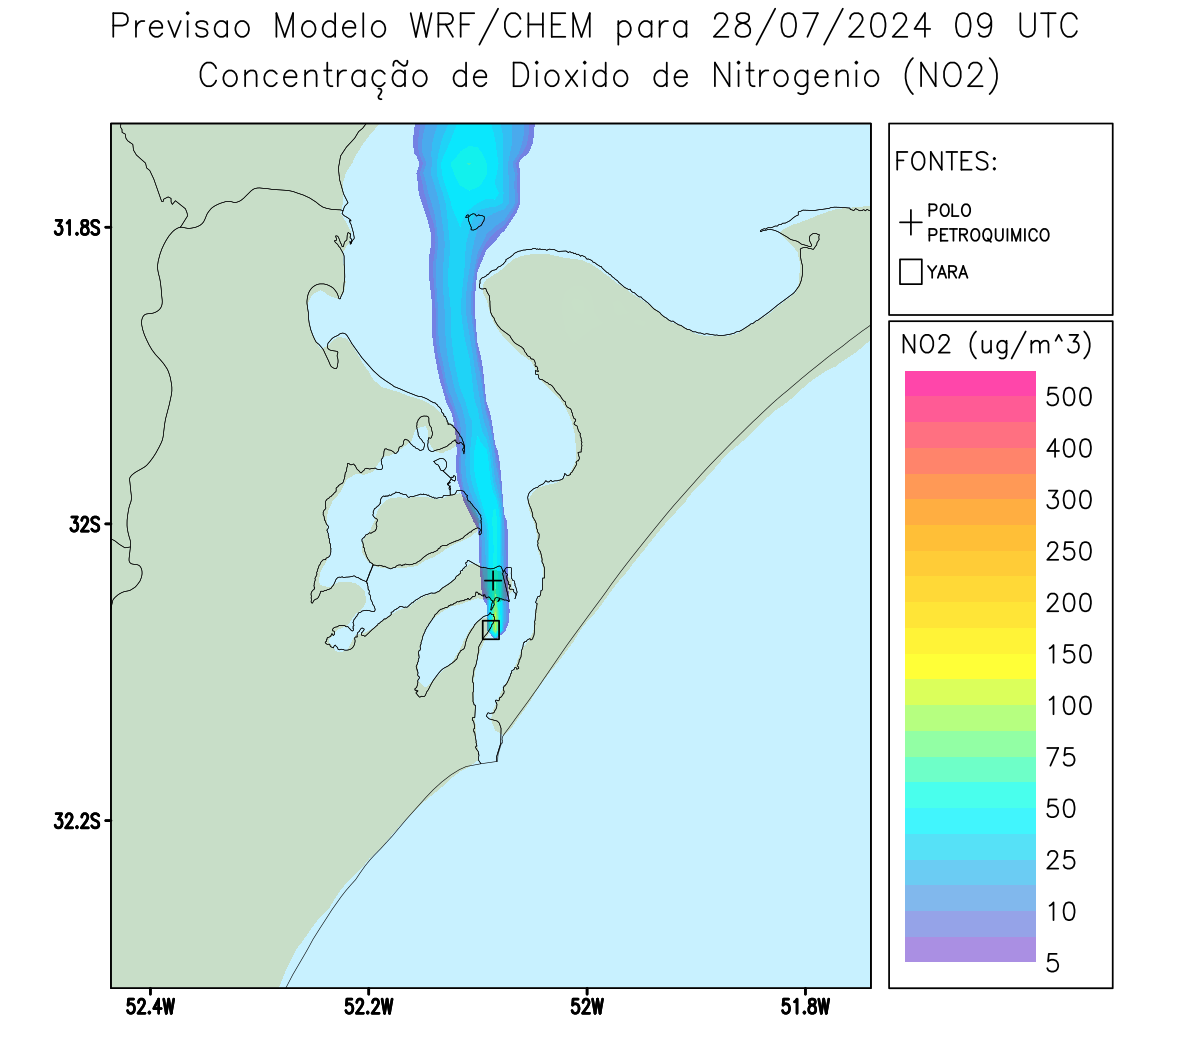 Previsao Modelo WRF/CHEM para 28/07/2024 09 UTC
Concentração de Dioxido de Nitrogenio (NO2)
FONTES:
POLO
PETROQUIMICO
YARA
31.8S
32S
32.2S
52.4W
52.2W
52W
51.8W
NO2 (ug/m^3)
500
400
300
250
200
150
100
75
50
25
10
5